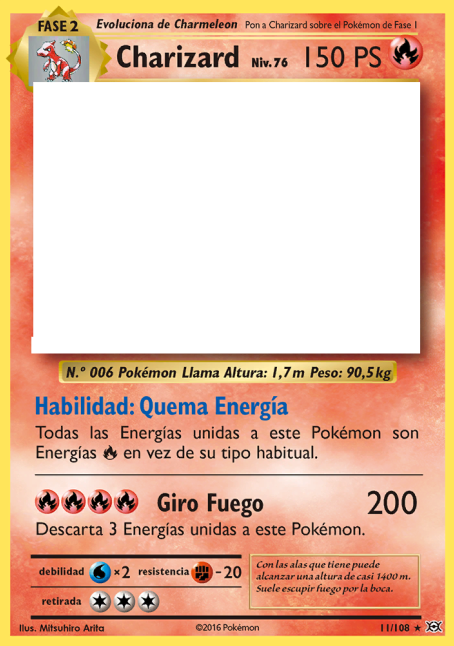 FASE 2
Evoluciona de Charmeleon Pon a Charizard sobre el Pokémon de Fase 1
Charizard Niv.76 150 PS
N.º 006 Pokémon Llama Altura: 1,7 m Peso: 90,5 kg
Habilidad: Quema Energía
Todas las Energías unidas a este Pokémon son
Energías en vez de su tipo habitual.
Giro Fuego 200
Descarta 3 Energías unidas a este Pokémon.
debilidad ×2 resistencia -20
retirada
Con las alas que tiene puede
alcanzar una altura de casi 1400 m.
Suele escupir fuego por la boca.
Ilus. Mitsuhiro Arita ©2016 Pokémon 11/108 ★